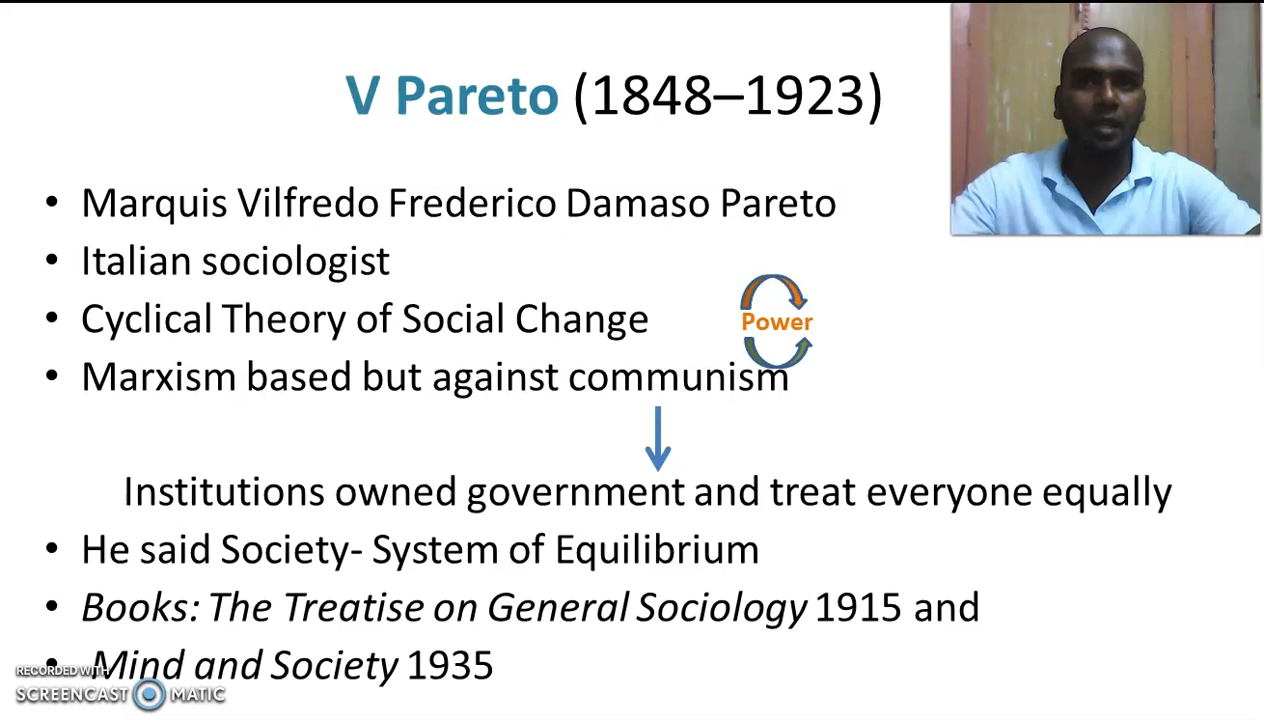 V Pareto (1848–1923)
• Marquis Vilfredo Frederico Damaso Pareto
• Italian sociologist
• Cyclical Theory of Social Change
Power
• Marxism based but against communism
Institutions owned government and treat everyone equally
• He said Society- System of Equilibrium
• Books: The Treatise on General Sociology 1915 and
• Mind and Society 1935
RECORDED WITH
SCREENCAST MATIC